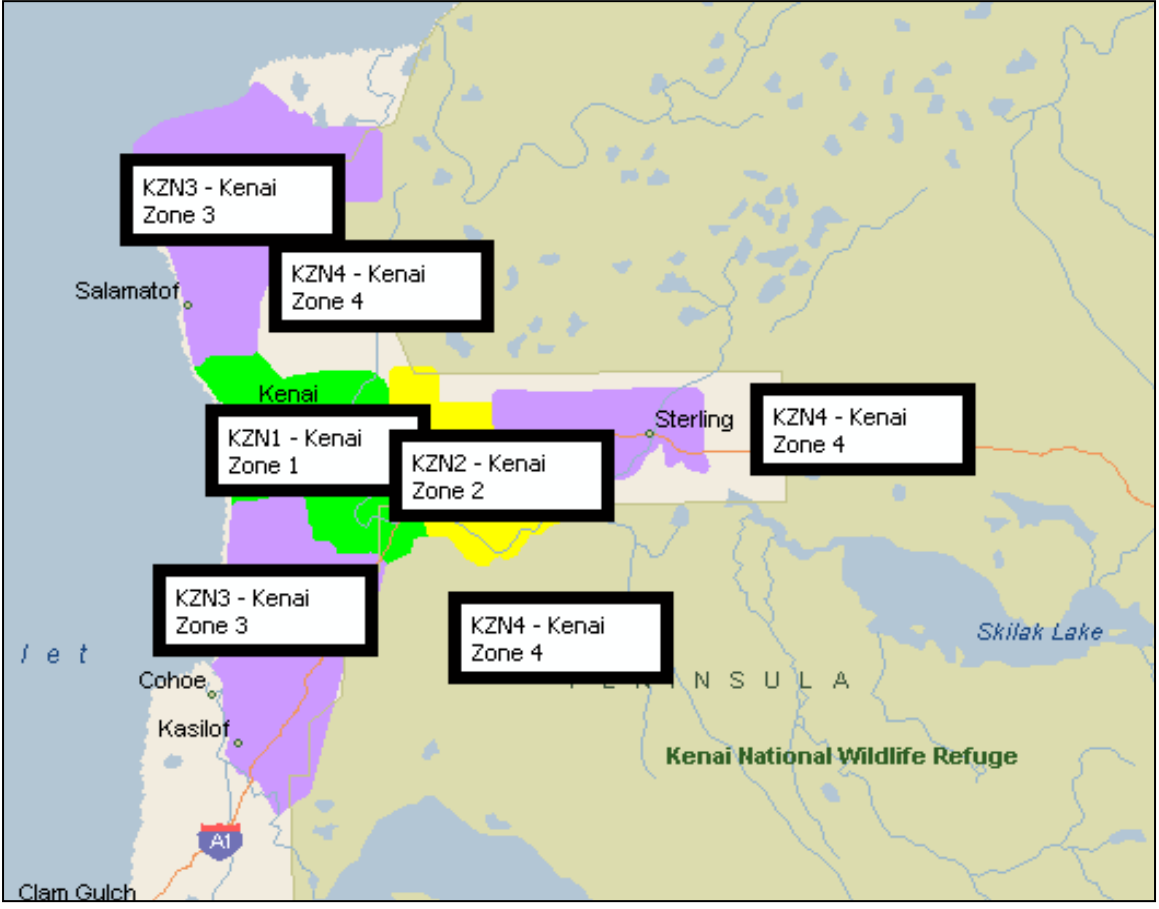 KZN3 - Kenai
Zone 3
KZN4 - Kenai
Zone 4
Salamatof
Kenai
KZN1 - Kenai
Zone 1
KZN2 - Kenai
Zone 2
Sterling
KZN4 - Kenai
Zone 4
KZN3 - Kenai
Zone 3
KZN4 - Kenai
Zone 4
l e t
Skilak Lake
Cohoe
P E N I N S U L A
Kasilof
Kenai National Wildlife Refuge
A1
Clam Gulch